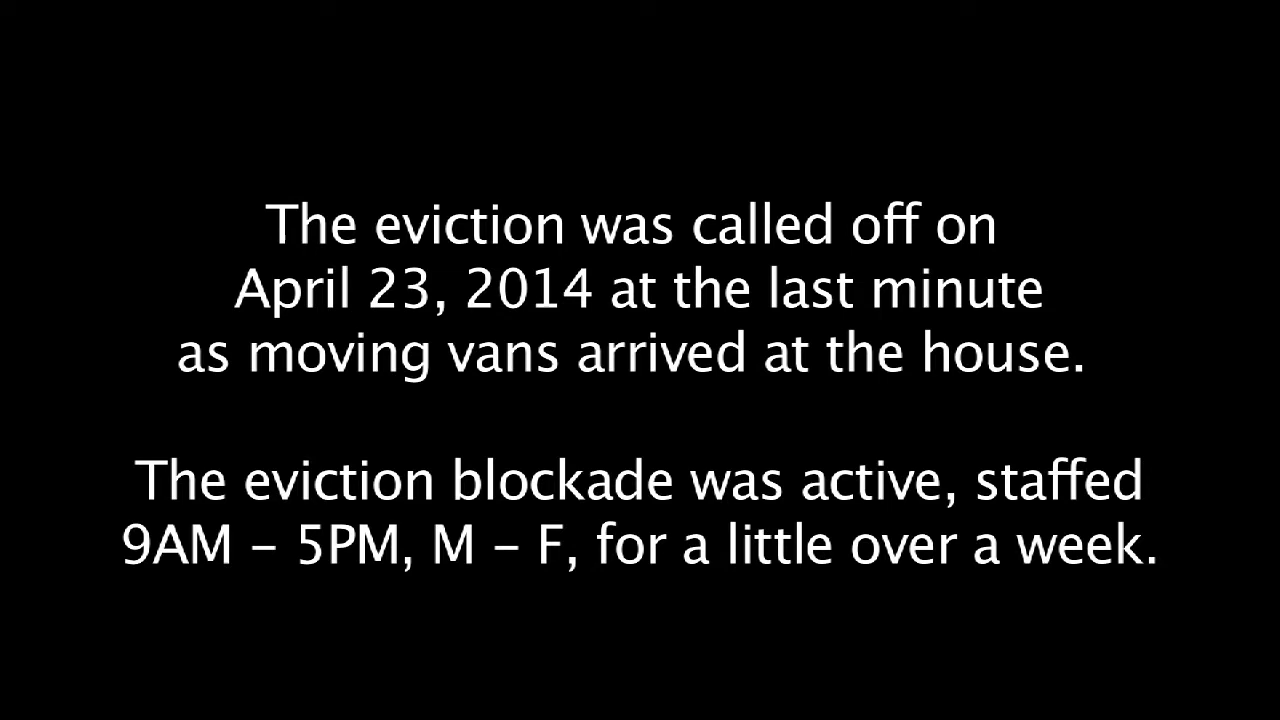 The eviction was called off on
April 23, 2014 at the last minute
as moving vans arrived at the house.
The eviction blockade was active, staffed
9AM – 5PM, M – F, for a little over a week.